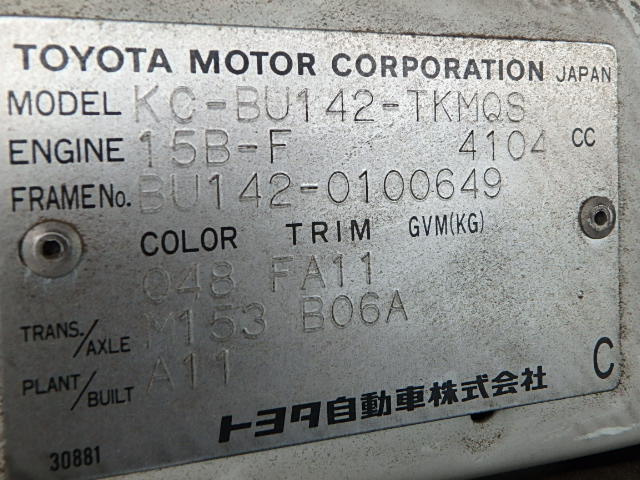 TOYOTA MOTOR CORPORATION JAPAN
MODEL KC-BU142-TKMQS
ENGINE 15B-F 4104 CC
FRAME No. BU142-0100649
COLOR TRIM GVM(KG)
048 FA11
TRANS./AXLE M153 B06A
PLANT/BUILT A11
C
トヨタ自動車株式会社
30881